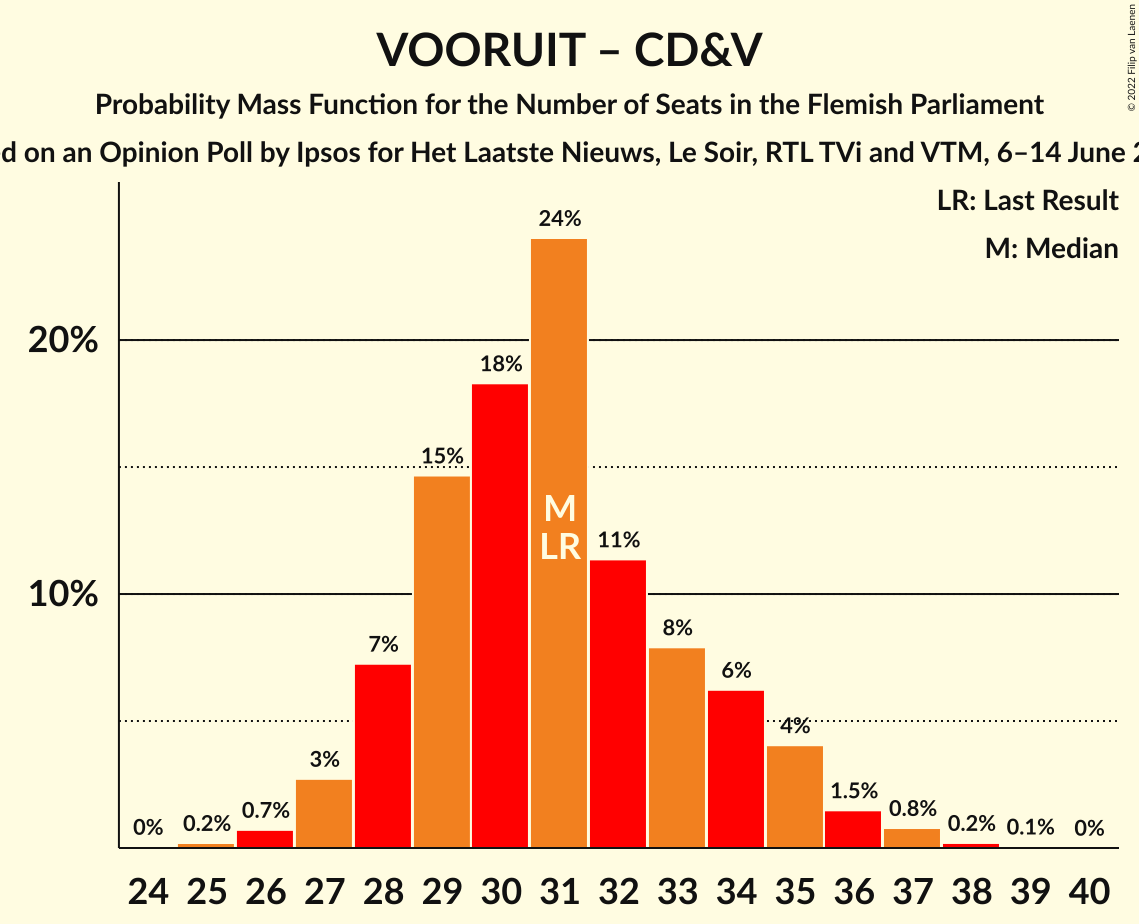 © 2022 Filip van Laenen
VOORUIT – CD&V
Probability Mass Function for the Number of Seats in the Flemish Parliament
d on an Opinion Poll by Ipsos for Het Laatste Nieuws, Le Soir, RTL TVi and VTM, 6–14 June 2
LR: Last Result
M: Median
24%
20%
18%
15%
M
LR
11%
10%
8%
7%
6%
4%
3%
1.5%
0.8%
0.7%
0.2%
0.2%
0.1%
0%
0%
24 25 26 27 28 29 30 31 32 33 34 35 36 37 38 39 40